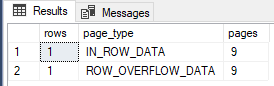 Results Messages
rows page_type pages
1 1 IN_ROW_DATA 9
2 1 ROW_OVERFLOW_DATA 9